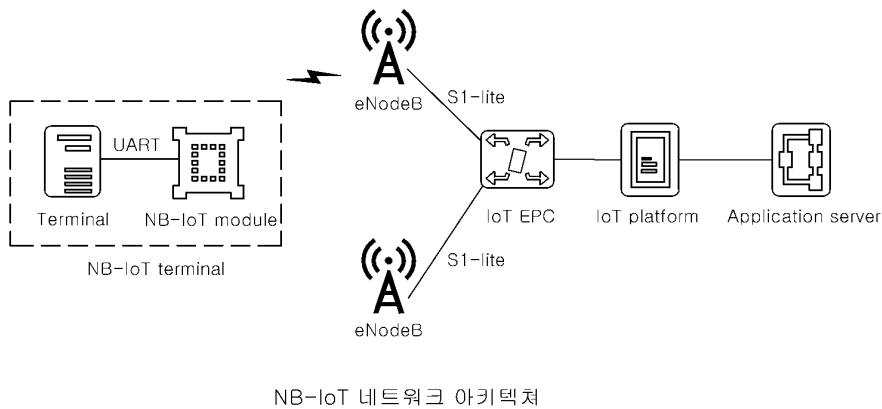 eNodeB
S1-lite
UART
Terminal
NB-IoT module
NB-IoT terminal
IoT EPC
IoT platform
Application server
S1-lite
eNodeB
NB-IoT 네트워크 아키텍쳐